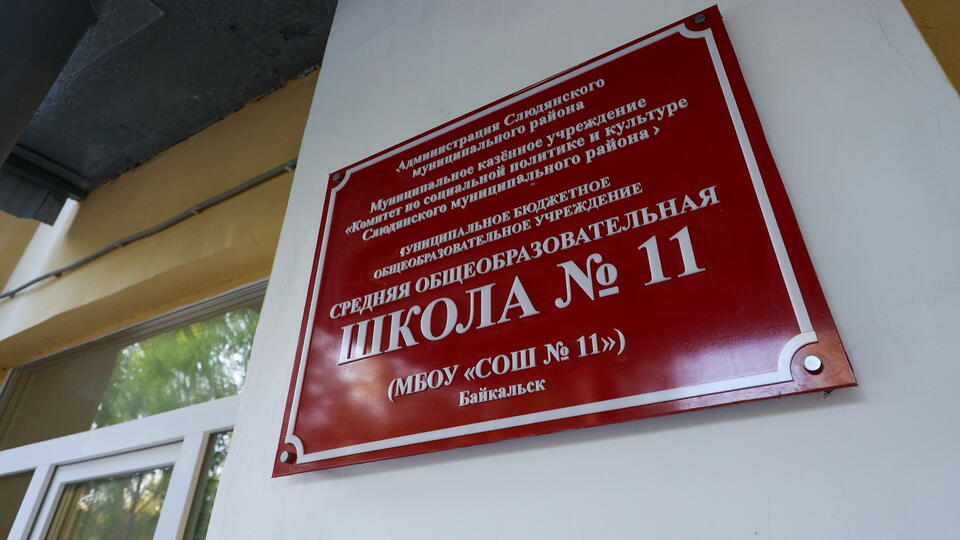 Администрация Слюдянского
муниципального района
Муниципальное казённое учреждение
«Комитет по социальной политике и культуре
Слюдянского муниципального района>
УНИЦИПАЛЬНОЕ БЮДЖЕТНОЕ
ОБЩЕОБРАЗОВАТЕЛЬНОЕ УЧРЕЖДЕНИЕ
СРЕДНЯЯ ОБЩЕОБРАЗОВАТЕЛЬНАЯ
ШКОЛА № 11
(МБОУ «СОШ № 11»)
Байкальск